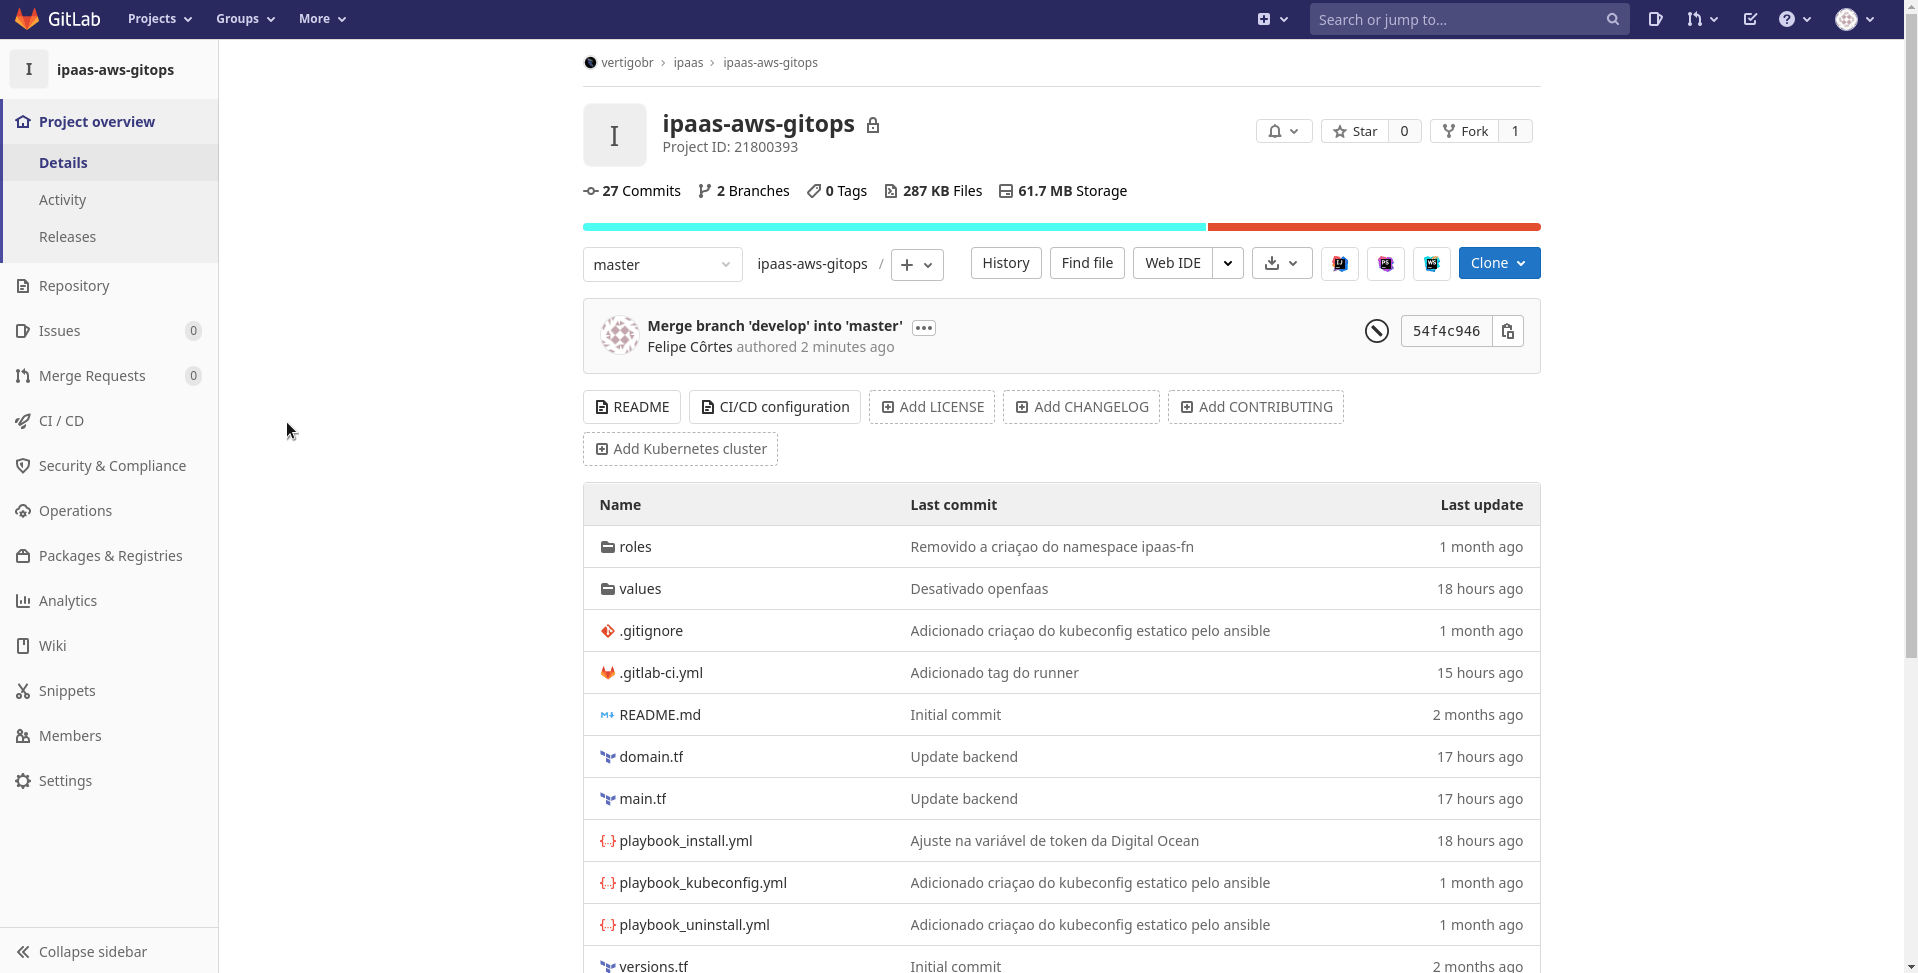 GitLab Projects Groups More Search or jump to...
I ipaas-aws-gitops
Project overview
Details
Activity
Releases
Repository
Issues 0
Merge Requests 0
CI / CD
Security & Compliance
Operations
Packages & Registries
Analytics
Wiki
Snippets
Members
Settings
Collapse sidebar
vertigobr › ipaas › ipaas-aws-gitops
I
ipaas-aws-gitops
Project ID: 21800393
Star 0 Fork 1
27 Commits 2 Branches 0 Tags 287 KB Files 61.7 MB Storage
master ipaas-aws-gitops / + History Find file Web IDE Clone
Merge branch 'develop' into 'master'
Felipe Côrtes authored 2 minutes ago
54f4c946
README CI/CD configuration Add LICENSE Add CHANGELOG Add CONTRIBUTING
Add Kubernetes cluster
Name Last commit Last update
roles Removido a criaçao do namespace ipaas-fn 1 month ago
values Desativado openfaas 18 hours ago
.gitignore Adicionado criaçao do kubeconfig estatico pelo ansible 1 month ago
.gitlab-ci.yml Adicionado tag do runner 15 hours ago
README.md Initial commit 2 months ago
domain.tf Update backend 17 hours ago
main.tf Update backend 17 hours ago
playbook_install.yml Ajuste na variável de token da Digital Ocean 18 hours ago
playbook_kubeconfig.yml Adicionado criaçao do kubeconfig estatico pelo ansible 1 month ago
playbook_uninstall.yml Adicionado criaçao do kubeconfig estatico pelo ansible 1 month ago
versions.tf Initial commit 2 months ago